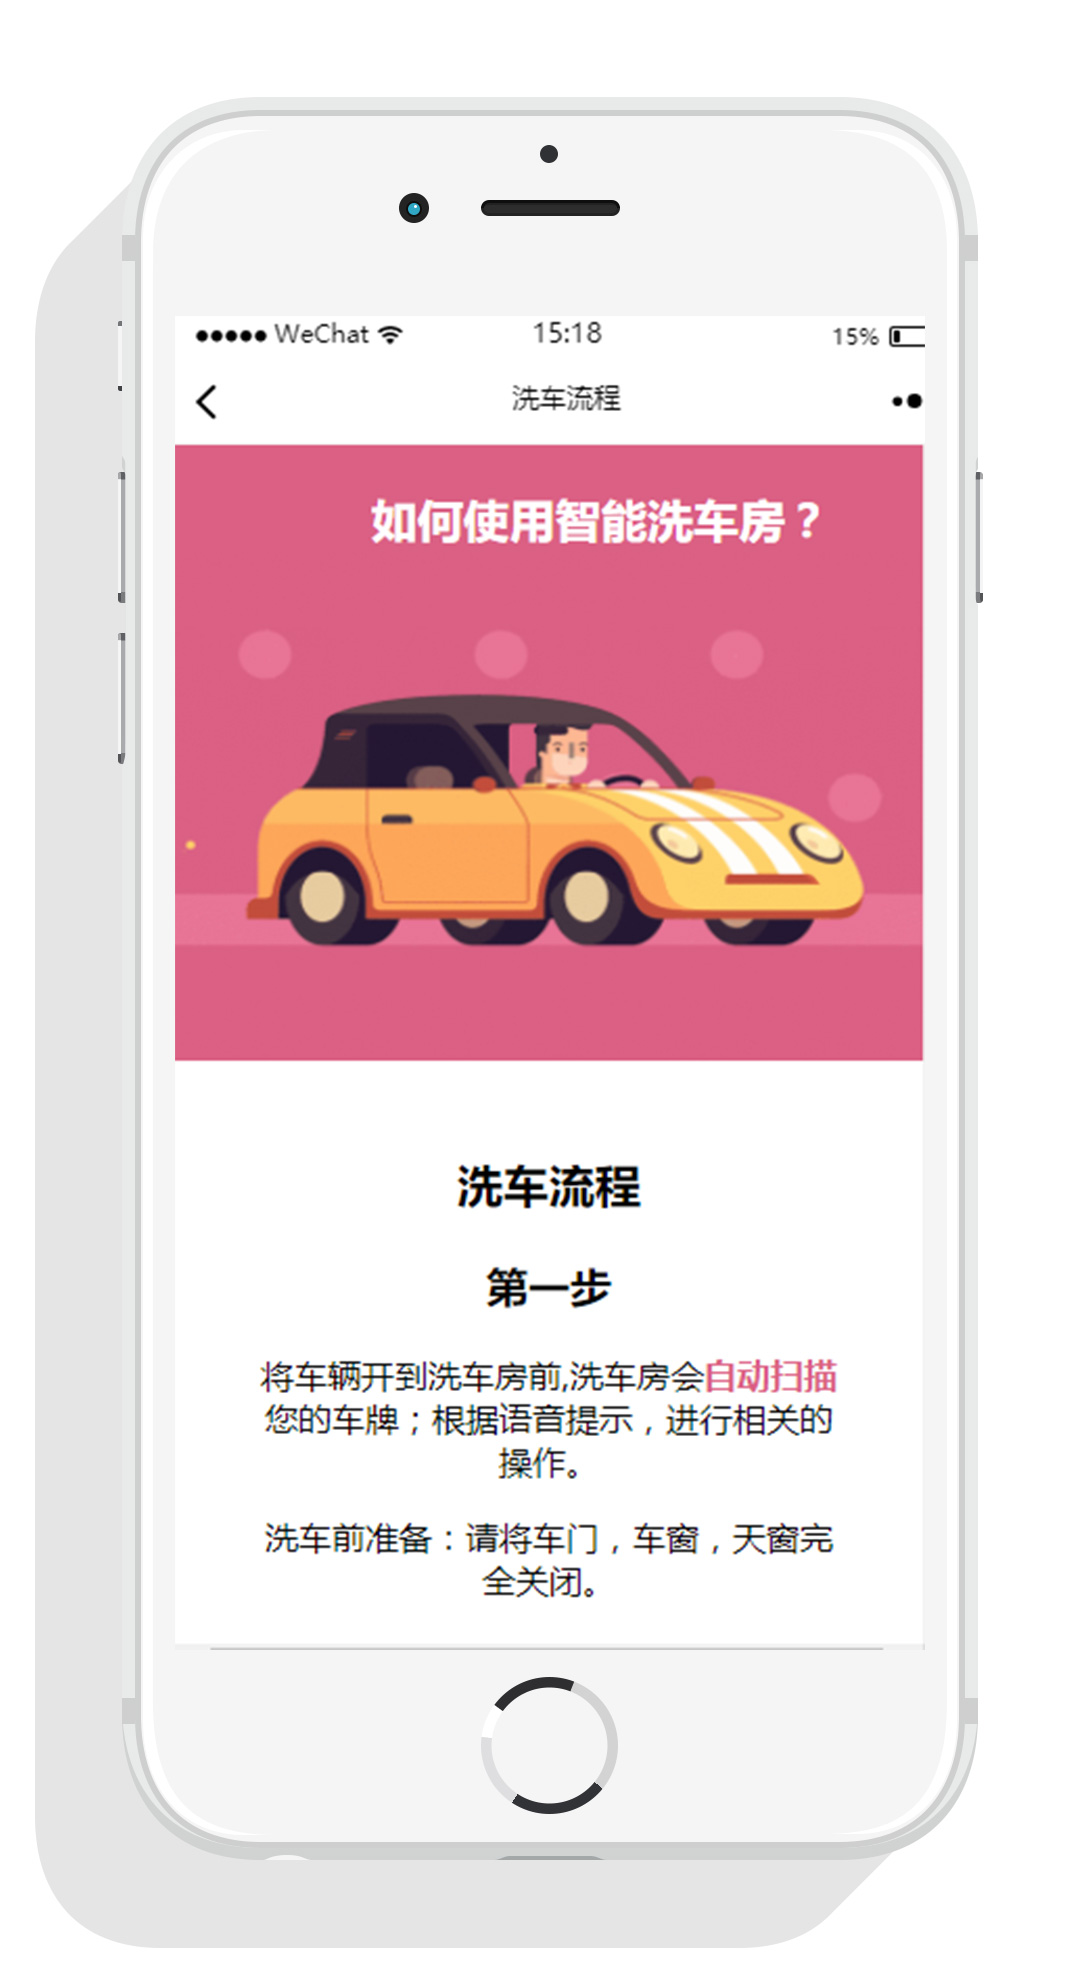 WeChat 15:18 15%
洗车流程
如何使用智能洗车房？
洗车流程
第一步
将车辆开到洗车房前,洗车房会自动扫描
您的车牌；根据语音提示，进行相关的
操作。
洗车前准备：请将车门，车窗，天窗完
全关闭。